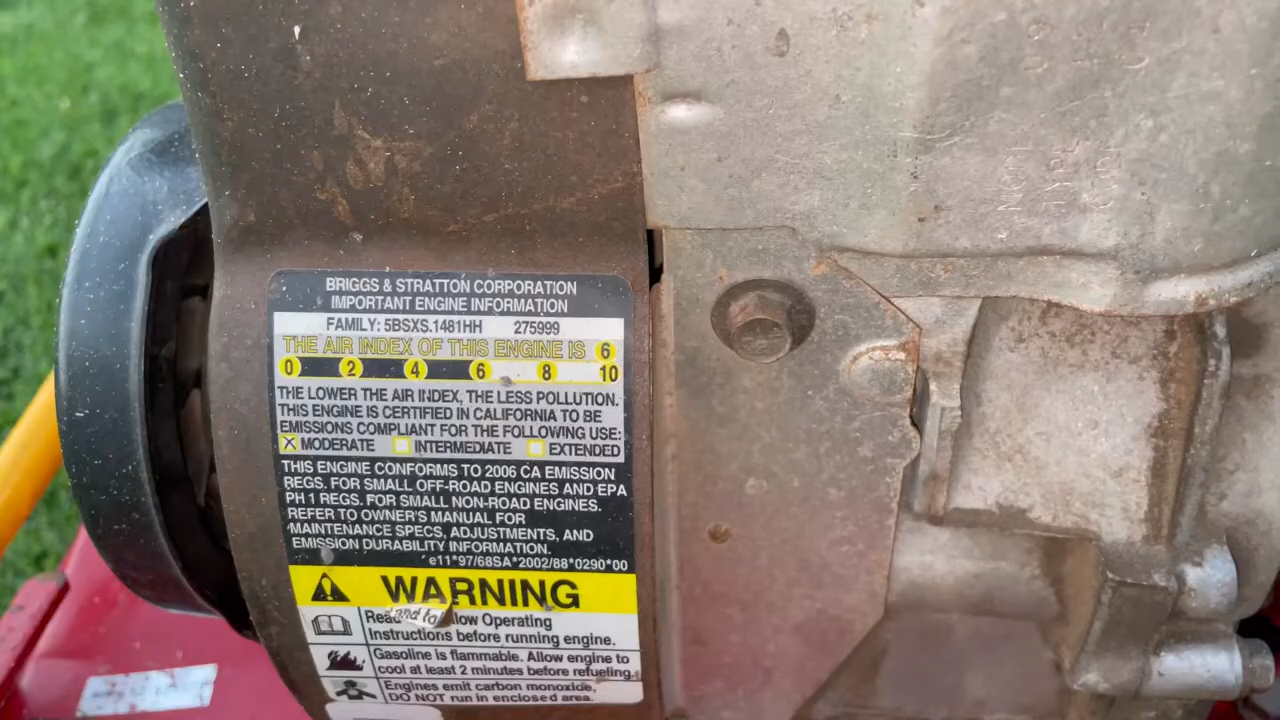 BRIGGS & STRATTON CORPORATION
IMPORTANT ENGINE INFORMATION
FAMILY: 5BSXS.1481HH 275999
THE AIR INDEX OF THIS ENGINE IS 6
0 2 4 6 8 10
THE LOWER THE AIR INDEX, THE LESS POLLUTION.
THIS ENGINE IS CERTIFIED IN CALIFORNIA TO BE
EMISSIONS COMPLIANT FOR THE FOLLOWING USE:
MODERATE INTERMEDIATE EXTENDED
THIS ENGINE CONFORMS TO 2006 CA EMISSION
REGS. FOR SMALL OFF-ROAD ENGINES AND EPA
PH 1 REGS. FOR SMALL NON-ROAD ENGINES.
REFER TO OWNER'S MANUAL FOR
MAINTENANCE SPECS, ADJUSTMENTS, AND
EMISSION DURABILITY INFORMATION.
e11*97/68SA*2002/88*0290*00
WARNING
Read and follow Operating
Instructions before running engine.
Gasoline is flammable. Allow engine to
cool at least 2 minutes before refueling.
Engines emit carbon monoxide,
DO NOT run in enclosed area.
TYPE
CODE